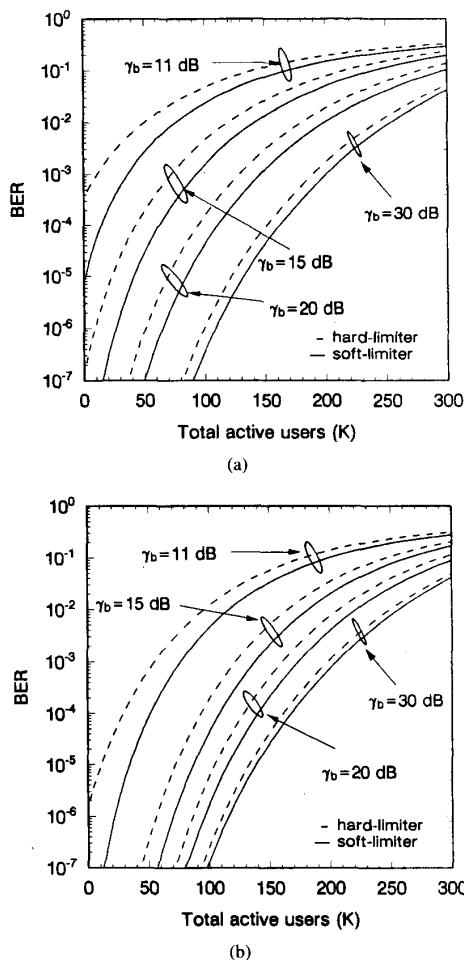 10⁰
10⁻¹
10⁻²
10⁻³
10⁻⁴
10⁻⁵
10⁻⁶
10⁻⁷
BER
γb=11 dB
γb=30 dB
γb=15 dB
γb=20 dB
- hard-limiter
— soft-limiter
0 50 100 150 200 250 300
Total active users (K)
(a)
10⁰
10⁻¹
10⁻²
10⁻³
10⁻⁴
10⁻⁵
10⁻⁶
10⁻⁷
BER
γb=11 dB
γb=15 dB
γb=30 dB
γb=20 dB
- hard-limiter
— soft-limiter
0 50 100 150 200 250 300
Total active users (K)
(b)